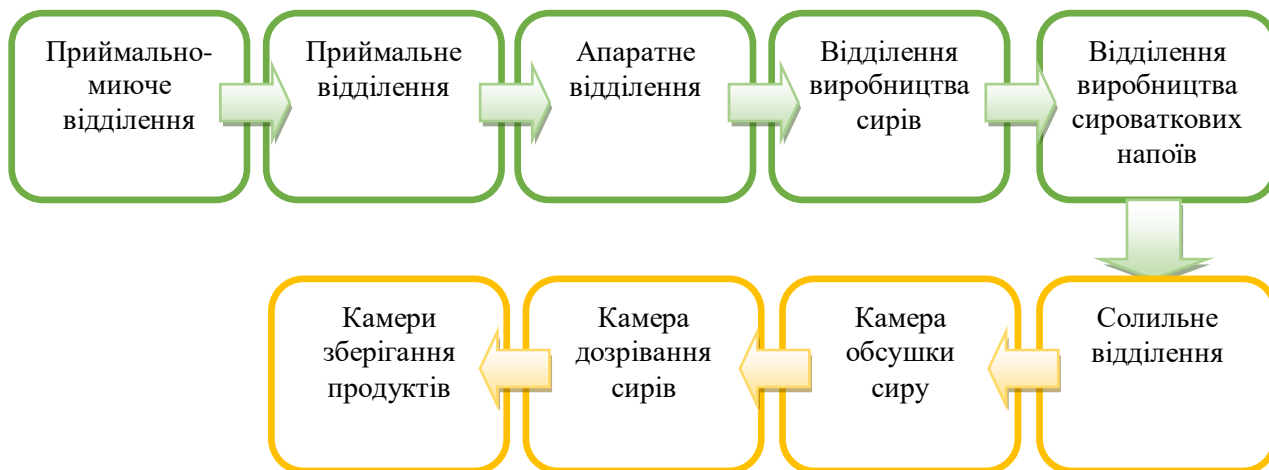 Приймально-
миюче
відділення
Приймальне
відділення
Апаратне
відділення
Відділення
виробництва
сирів
Відділення
виробництва
сироваткових
напоїв
Солильне
відділення
Камера
обсушки
сиру
Камера
дозрівання
сирів
Камери
зберігання
продуктів